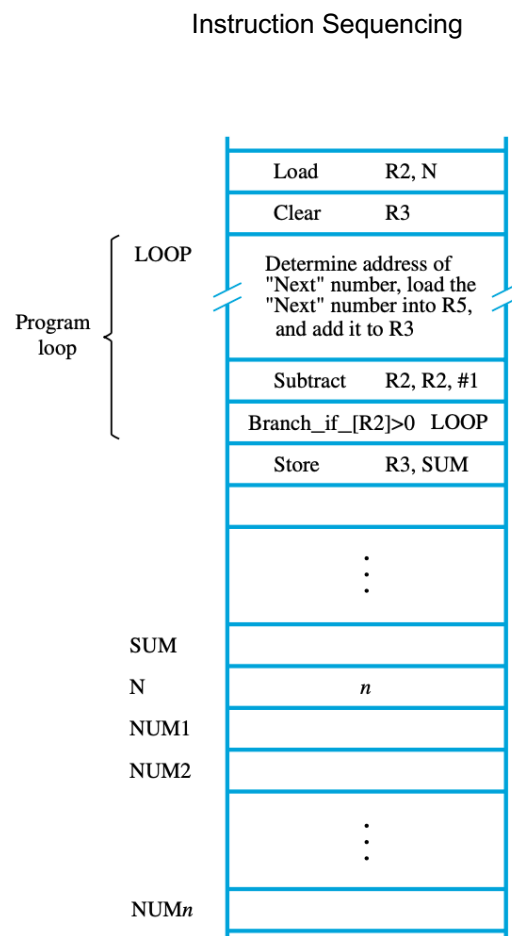 Instruction Sequencing
Load R2, N
Clear R3
LOOP
Determine address of
"Next" number, load the
"Next" number into R5,
and add it to R3
Program
loop
Subtract R2, R2, #1
Branch_if_[R2]>0 LOOP
Store R3, SUM
SUM
N n
NUM1
NUM2
NUMn